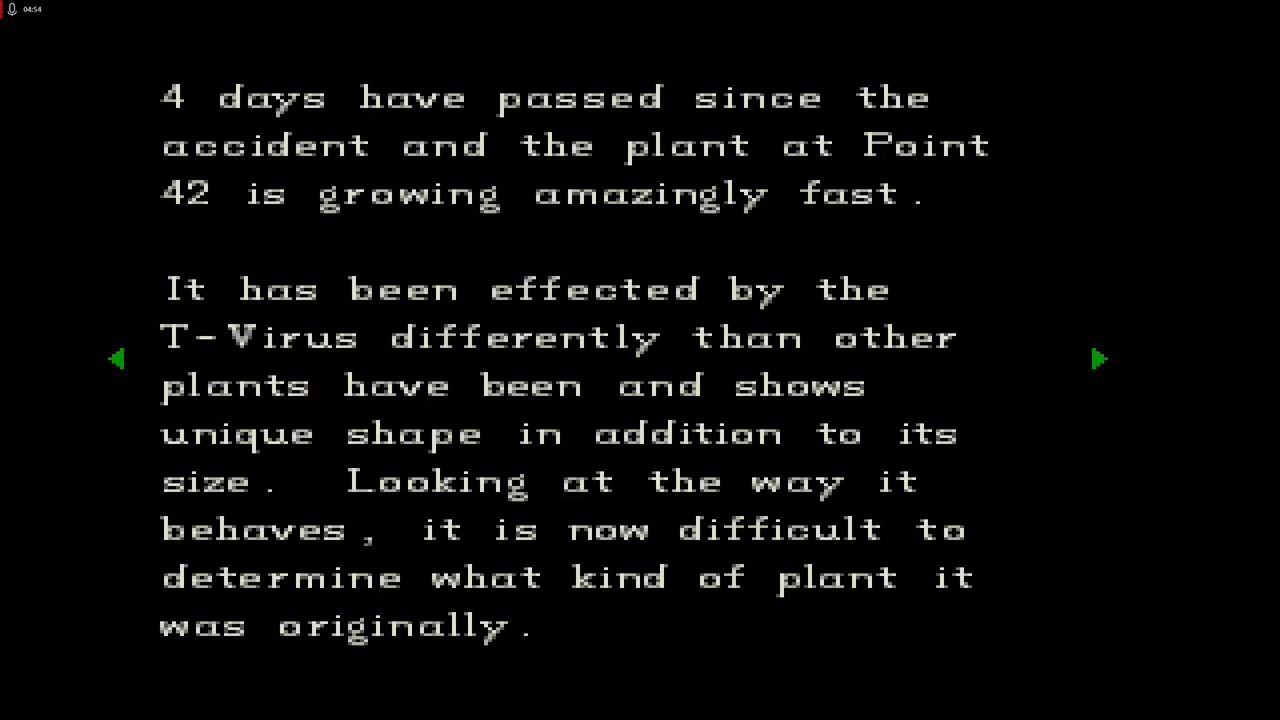 04:54
4 days have passed since the
accident and the plant at Point
42 is growing amazingly fast.
It has been effected by the
T-Virus differently than other
plants have been and shows
unique shape in addition to its
size. Looking at the way it
behaves, it is now difficult to
determine what kind of plant it
was originally.